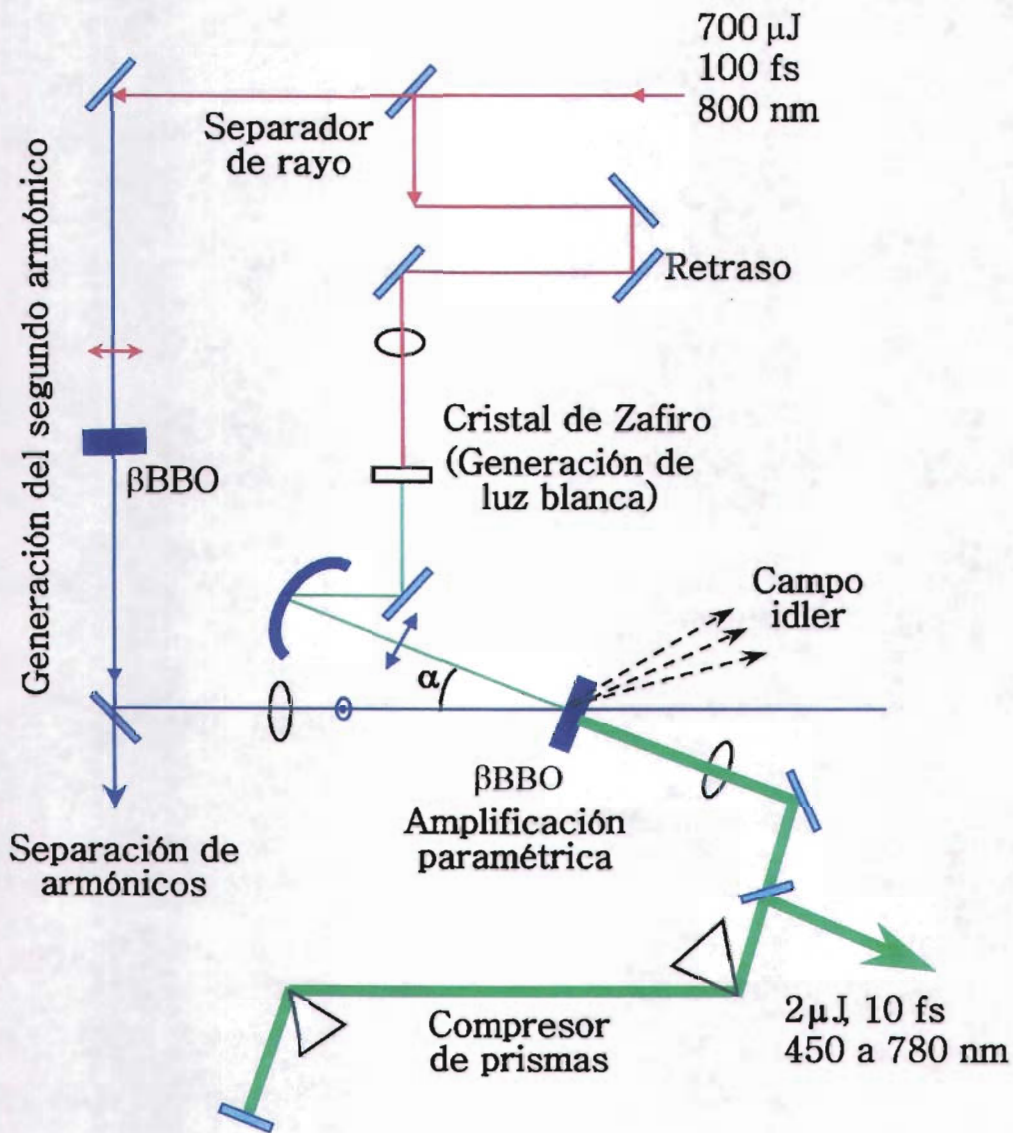 700 µJ
100 fs
800 nm
Separador
de rayo
Generación del segundo armónico
Retraso
Cristal de Zafiro
(Generación de
luz blanca)
βBBO
Campo
idler
α
βBBO
Amplificación
paramétrica
Separación de
armónicos
Compresor
de prismas
2µJ, 10 fs
450 a 780 nm